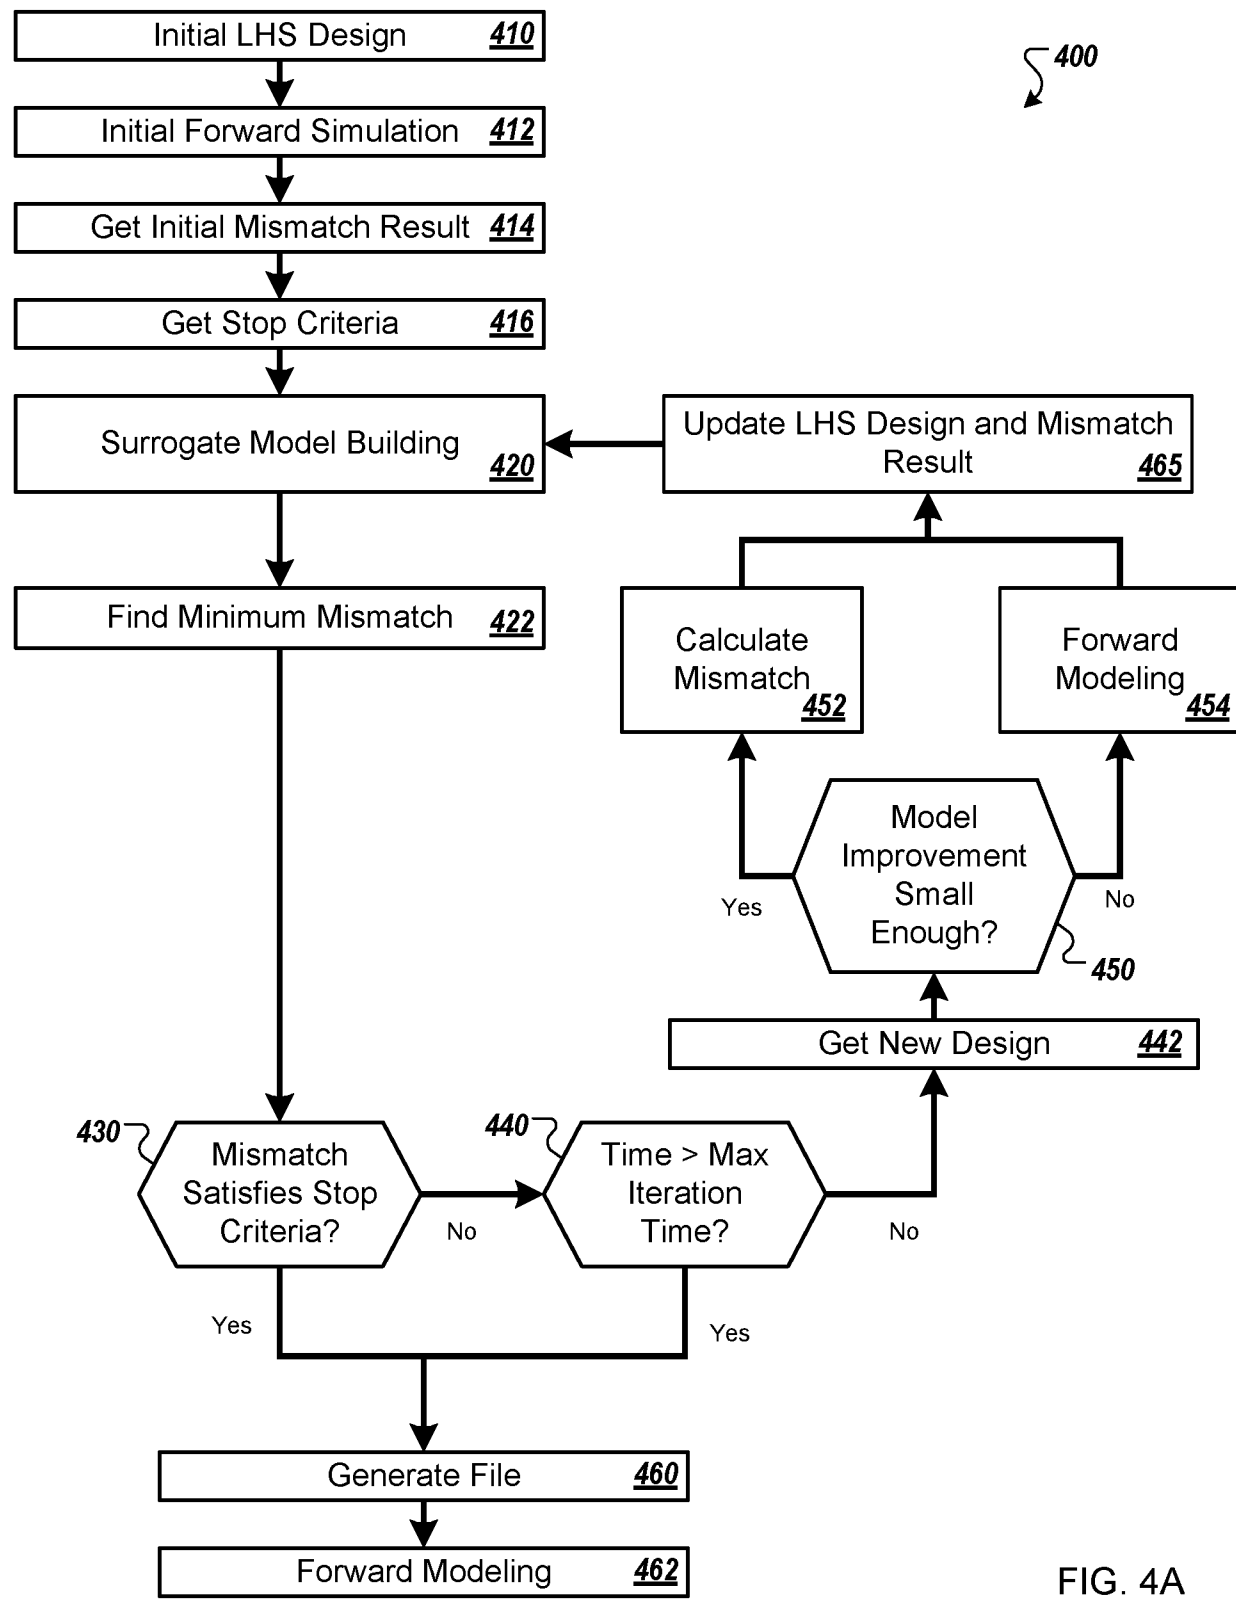 Initial LHS Design 410
400
Initial Forward Simulation 412
Get Initial Mismatch Result 414
Get Stop Criteria 416
Surrogate Model Building
420
Update LHS Design and Mismatch
Result 465
Find Minimum Mismatch 422
Calculate
Mismatch
452
Forward
Modeling
454
Model
Improvement
Small
Enough?
Yes
No
450
Get New Design 442
430
Mismatch
Satisfies Stop
Criteria?
No
440
Time > Max
Iteration
Time?
No
Yes
Yes
Generate File 460
Forward Modeling 462
FIG. 4A